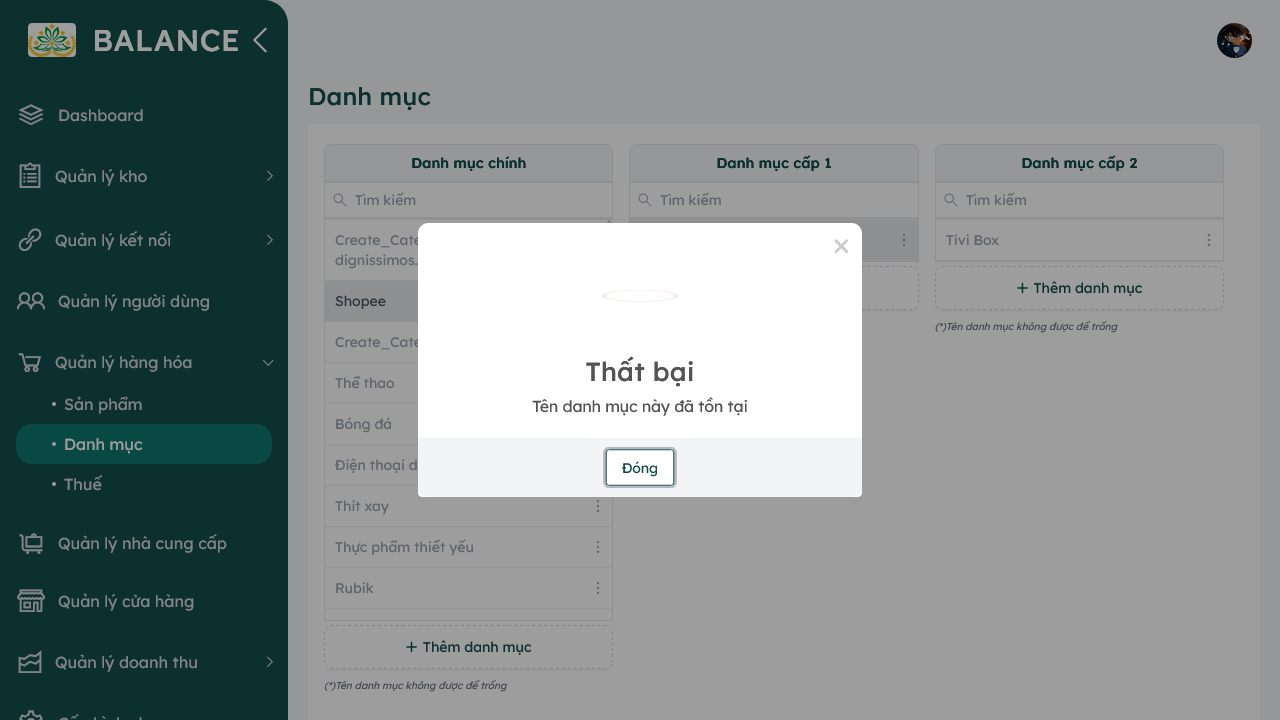 BALANCE
Dashboard
Quản lý kho
Quản lý kết nối
Quản lý người dùng
Quản lý hàng hóa
• Sản phẩm
• Danh mục
• Thuế
Quản lý nhà cung cấp
Quản lý cửa hàng
Quản lý doanh thu
Danh mục
Danh mục chính
Tìm kiếm
Create_Cate
dignissimos.
Shopee
Create_Cate
Thể thao
Bóng đá
Điện thoại d
Thit xay
Thực phẩm thiết yếu
Rubik
+ Thêm danh mục
(*)Tên danh mục không được để trống
Danh mục cấp 1
Tìm kiếm
Danh mục cấp 2
Tìm kiếm
Tivi Box
+ Thêm danh mục
(*)Tên danh mục không được để trống
×
Thất bại
Tên danh mục này đã tồn tại
Đóng